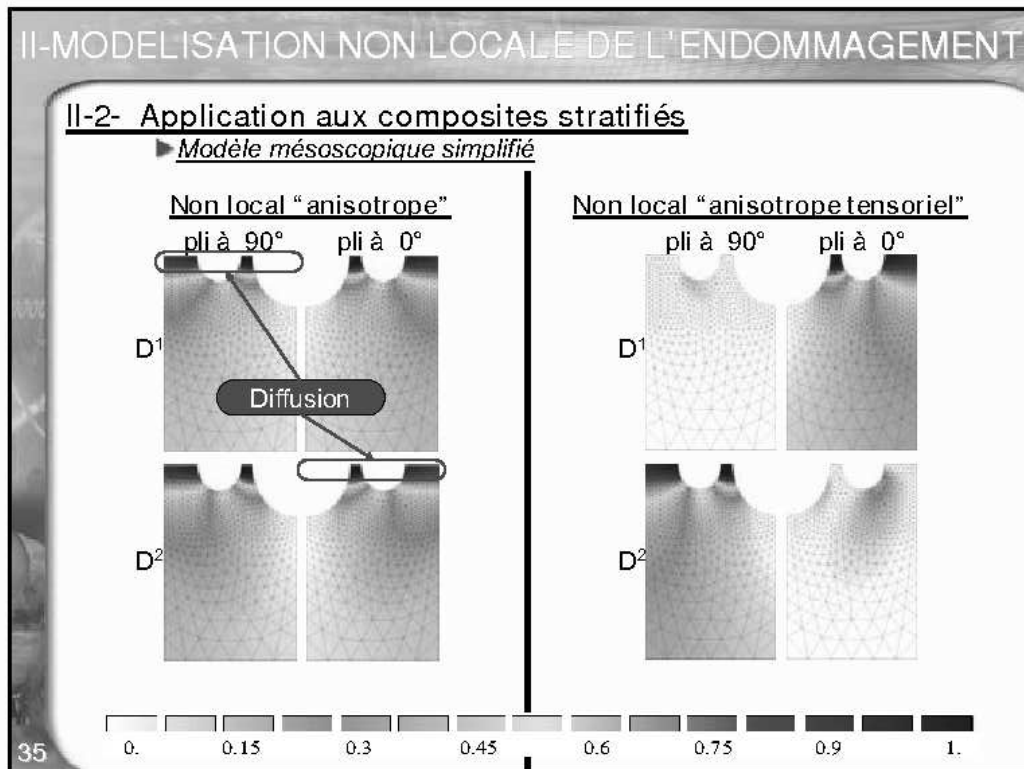 II-MODELISATION NON LOCALE DE L'ENDOMMAGEMENT
II-2- Application aux composites stratifiés
Modèle mésoscopique simplifié
Non local "anisotrope"
pli à 90° pli à 0°
D1
Diffusion
D2
Non local "anisotrope tensoriel"
pli à 90° pli à 0°
D1
D2
0. 0.15 0.3 0.45 0.6 0.75 0.9 1.
35